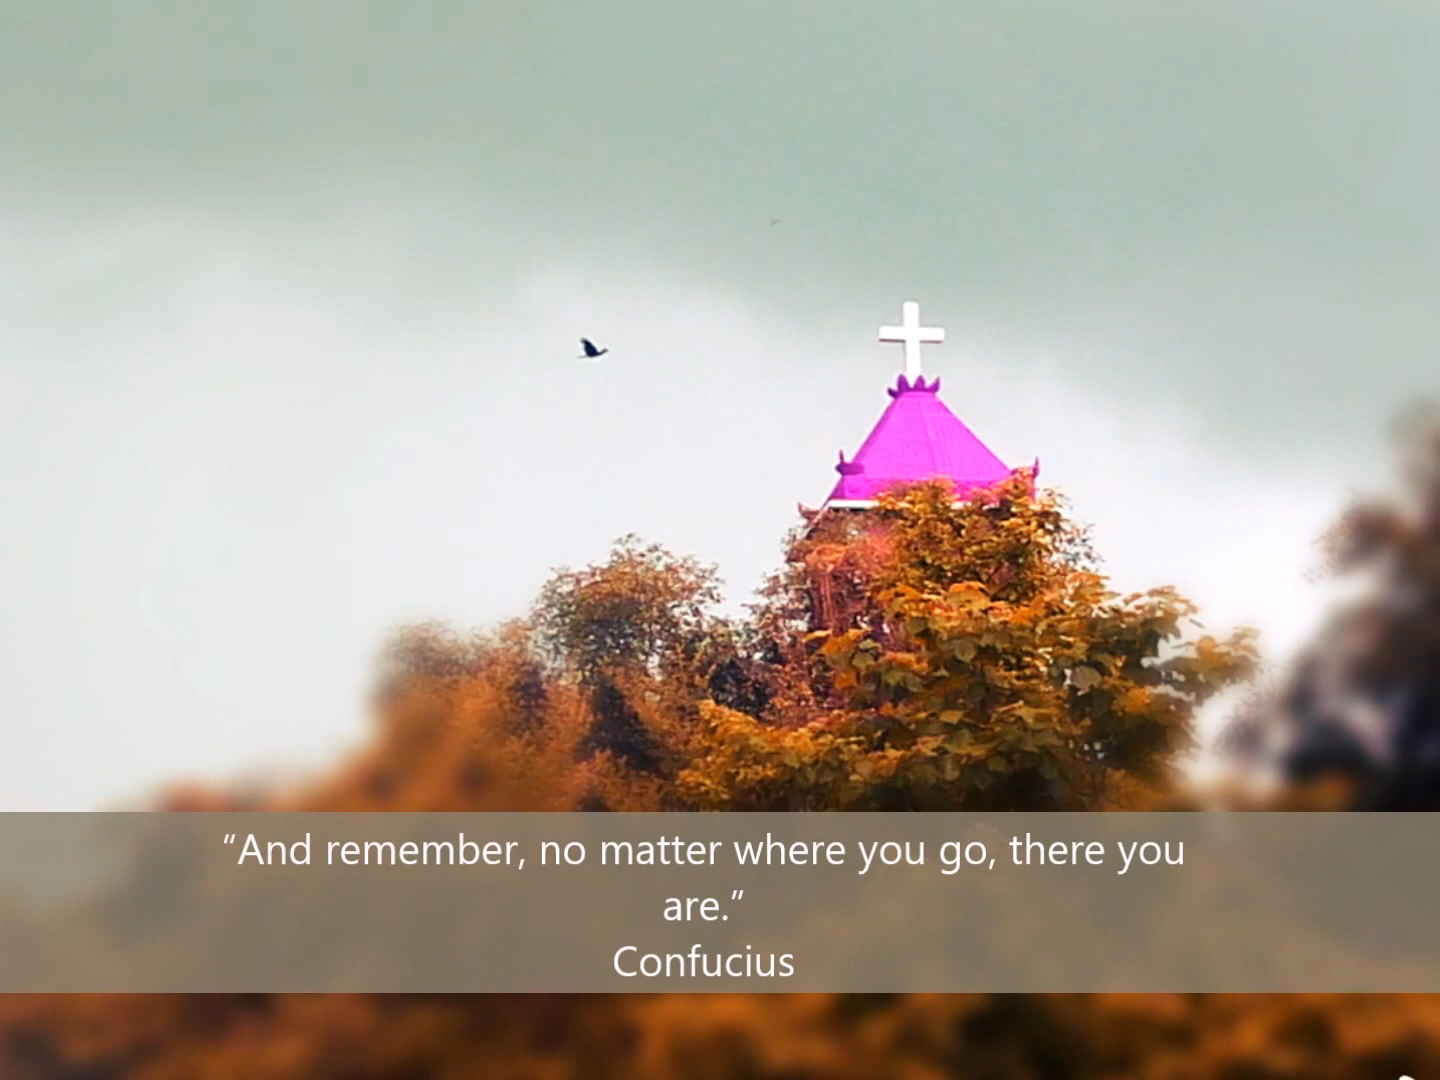 “And remember, no matter where you go, there you
are.”
Confucius